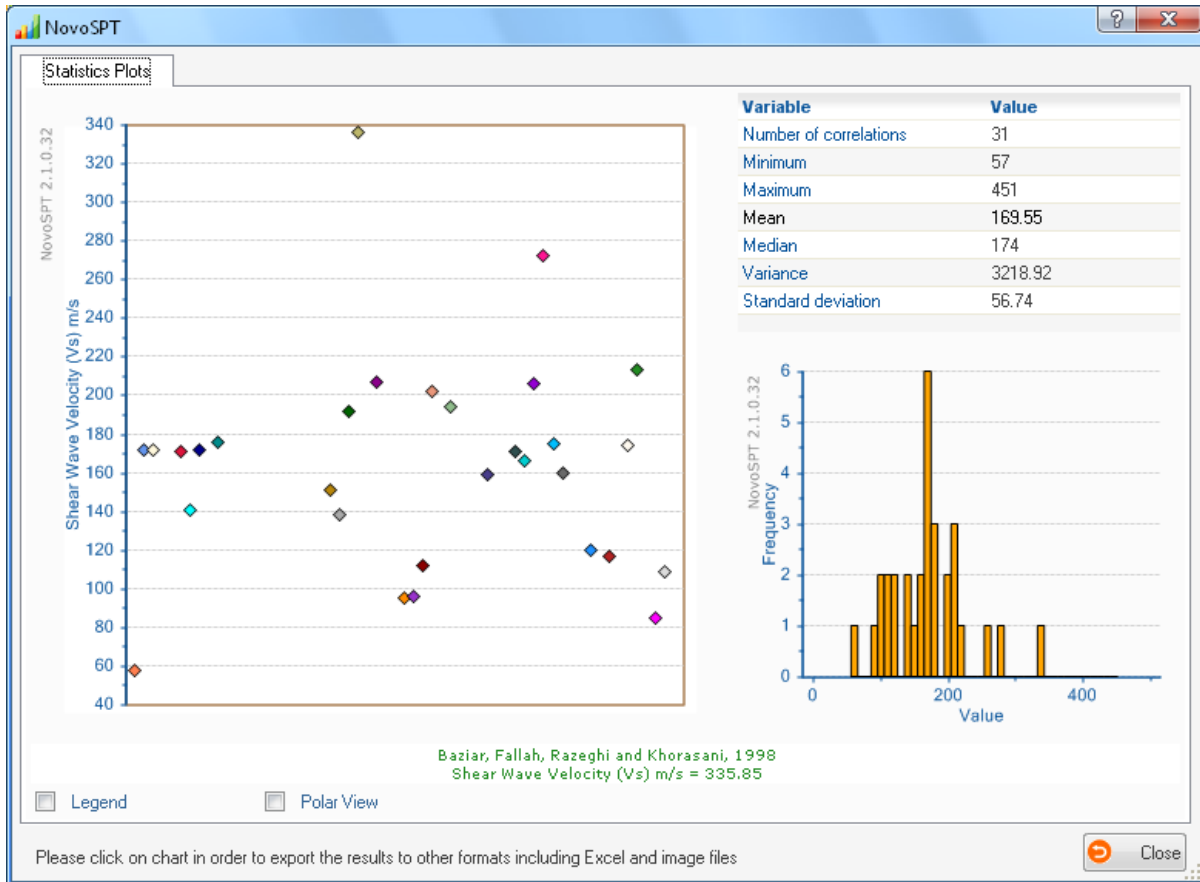 NovoSPT
?
X
Statistics Plots
NovoSPT 2.1.0.32
Shear Wave Velocity (Vs) m/s
340
320
300
280
260
240
220
200
180
160
140
120
100
80
60
40
Variable Value
Number of correlations 31
Minimum 57
Maximum 451
Mean 169.55
Median 174
Variance 3218.92
Standard deviation 56.74
NovoSPT 2.1.0.32
Frequency
6
5
4
3
2
1
0
0 200 400
Value
Baziar, Fallah, Razeghi and Khorasani, 1998
Shear Wave Velocity (Vs) m/s = 335.85
Legend Polar View
Please click on chart in order to export the results to other formats including Excel and image files
Close